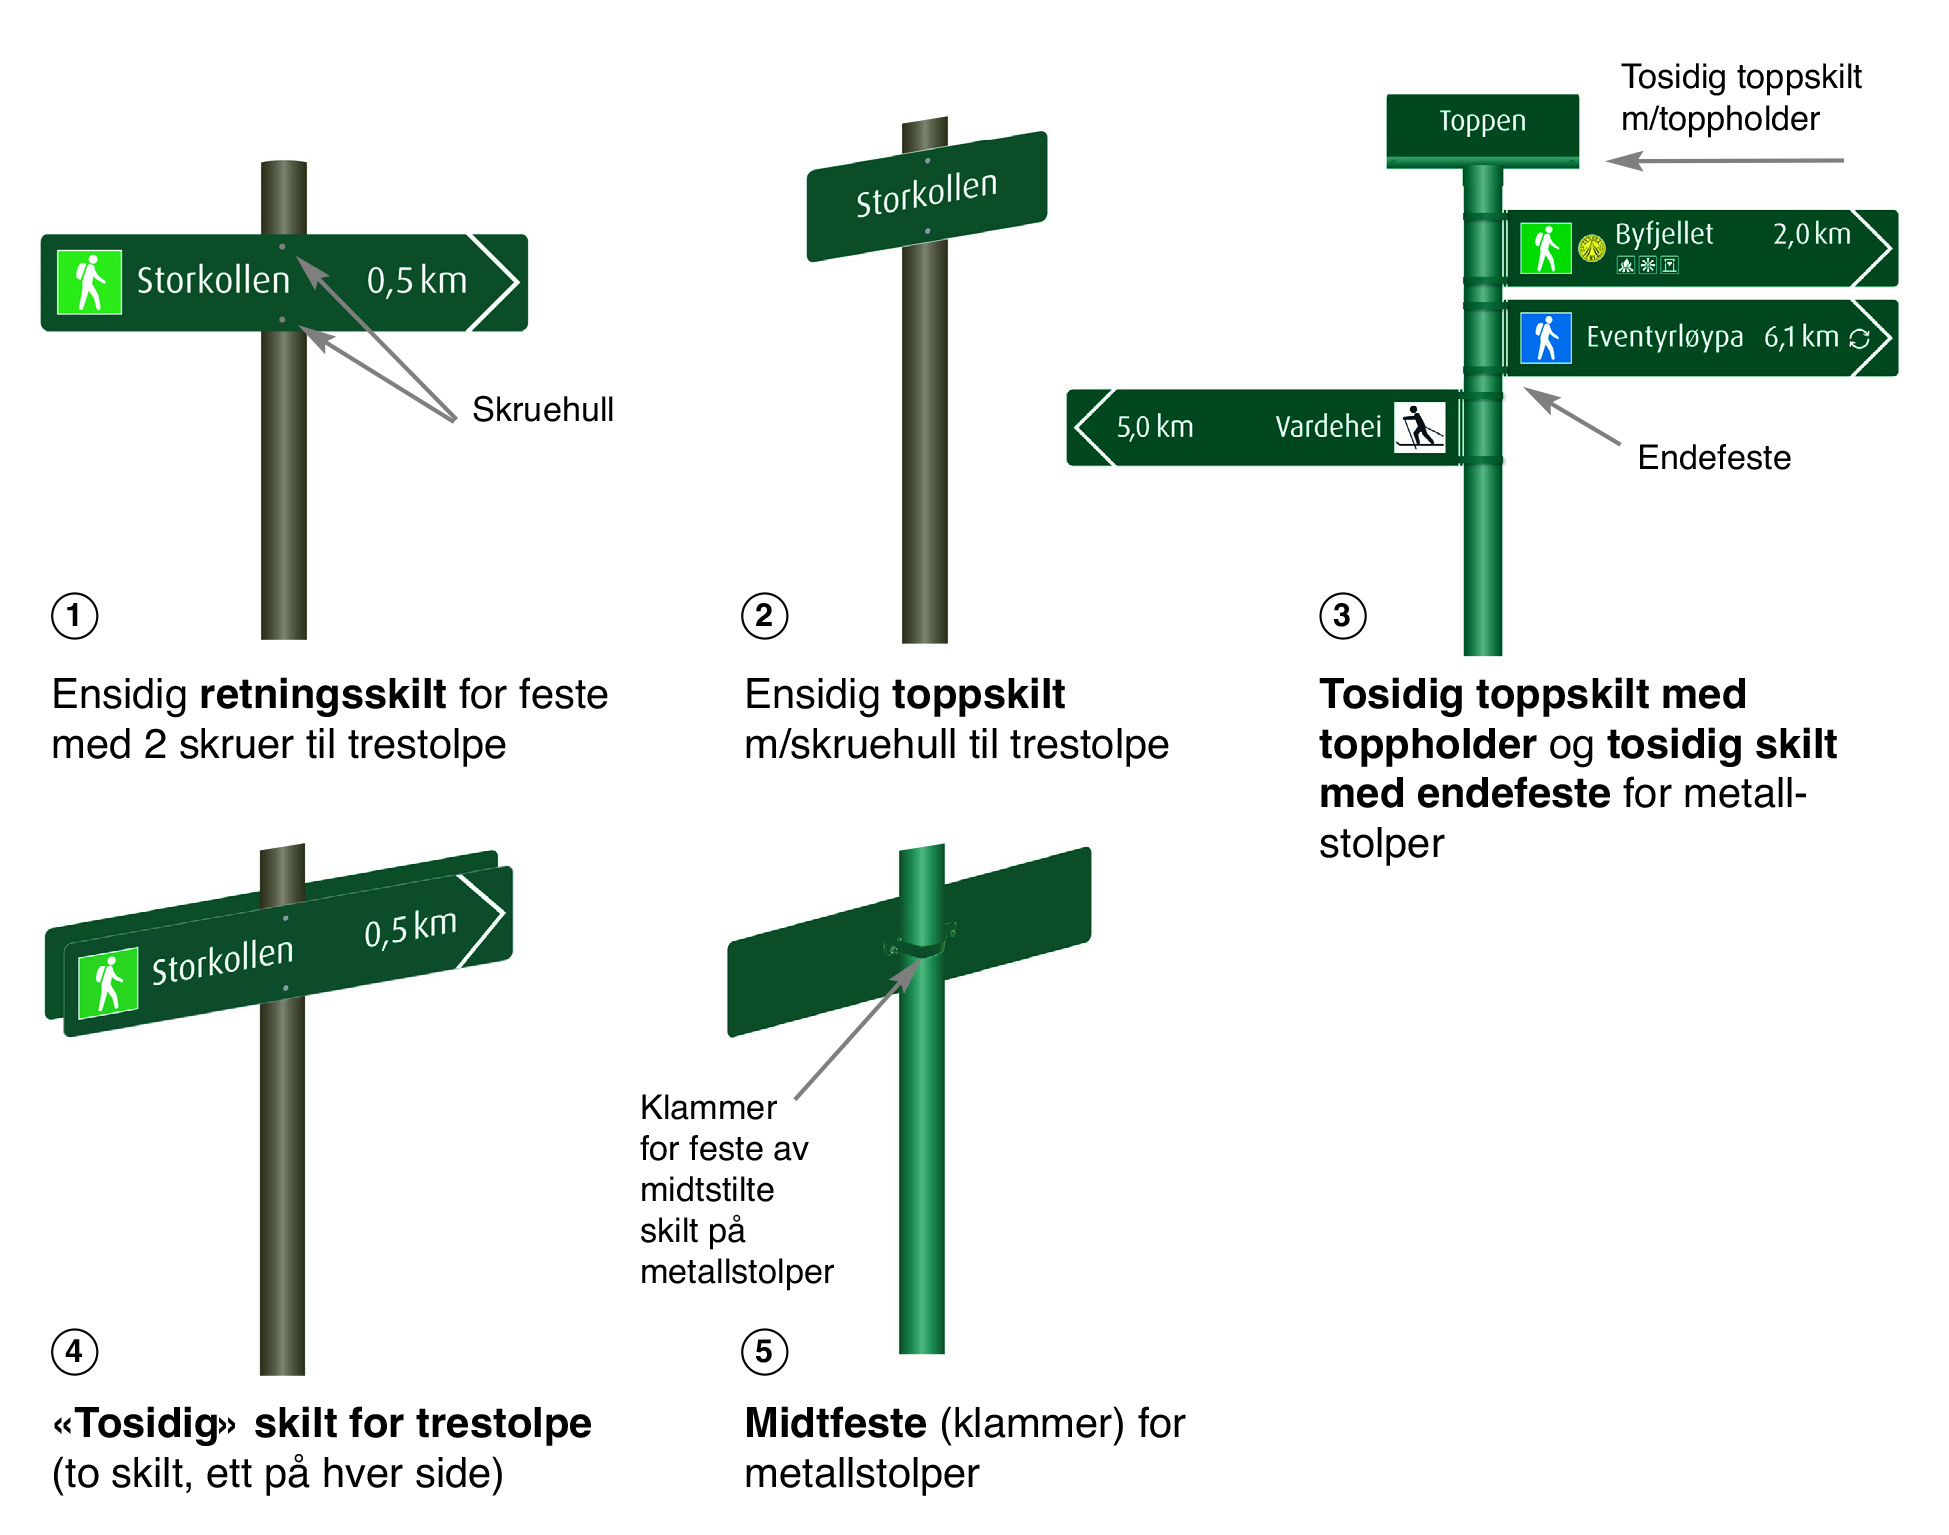 Storkollen 0,5 km
Skruehull
1
Ensidig retningsskilt for feste
med 2 skruer til trestolpe
Storkollen
2
Ensidig toppskilt
m/skruehull til trestolpe
Tosidig toppskilt
m/toppholder
Toppen
Byfjellet 2,0 km
Eventyrløypa 6,1 km
5,0 km Vardehei
Endefeste
3
Tosidig toppskilt med
toppholder og tosidig skilt
med endefeste for metall-
stolper
Storkollen 0,5 km
4
«Tosidig» skilt for trestolpe
(to skilt, ett på hver side)
Klammer
for feste av
midtstilte
skilt på
metallstolper
5
Midtfeste (klammer) for
metallstolper